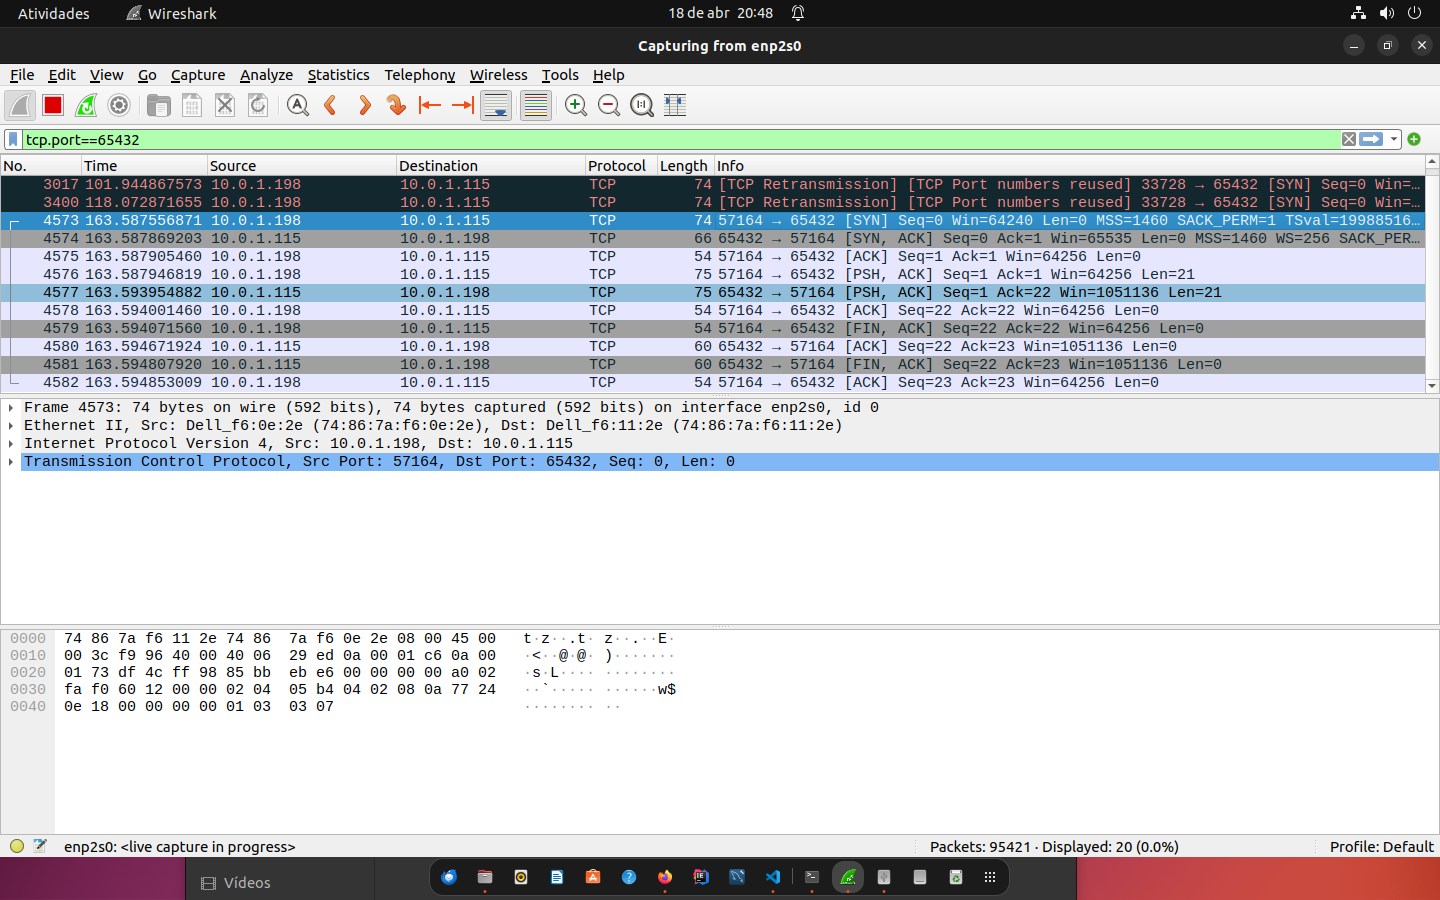 Atividades Wireshark 18 de abr 20:48
Capturing from enp2s0
File Edit View Go Capture Analyze Statistics Telephony Wireless Tools Help
tcp.port==65432
No. Time Source Destination Protocol Length Info
3017 101.944867573 10.0.1.198 10.0.1.115 TCP 74 [TCP Retransmission] [TCP Port numbers reused] 33728 → 65432 [SYN] Seq=0 Win=…
3400 118.072871655 10.0.1.198 10.0.1.115 TCP 74 [TCP Retransmission] [TCP Port numbers reused] 33728 → 65432 [SYN] Seq=0 Win=…
4573 163.587556871 10.0.1.198 10.0.1.115 TCP 74 57164 → 65432 [SYN] Seq=0 Win=64240 Len=0 MSS=1460 SACK_PERM=1 TSval=19988516…
4574 163.587869203 10.0.1.115 10.0.1.198 TCP 66 65432 → 57164 [SYN, ACK] Seq=0 Ack=1 Win=65535 Len=0 MSS=1460 WS=256 SACK_PER…
4575 163.587905460 10.0.1.198 10.0.1.115 TCP 54 57164 → 65432 [ACK] Seq=1 Ack=1 Win=64256 Len=0
4576 163.587946819 10.0.1.198 10.0.1.115 TCP 75 57164 → 65432 [PSH, ACK] Seq=1 Ack=1 Win=64256 Len=21
4577 163.593954882 10.0.1.115 10.0.1.198 TCP 75 65432 → 57164 [PSH, ACK] Seq=1 Ack=22 Win=1051136 Len=21
4578 163.594001460 10.0.1.198 10.0.1.115 TCP 54 57164 → 65432 [ACK] Seq=22 Ack=22 Win=64256 Len=0
4579 163.594071560 10.0.1.198 10.0.1.115 TCP 54 57164 → 65432 [FIN, ACK] Seq=22 Ack=22 Win=64256 Len=0
4580 163.594671924 10.0.1.115 10.0.1.198 TCP 60 65432 → 57164 [ACK] Seq=22 Ack=23 Win=1051136 Len=0
4581 163.594807920 10.0.1.115 10.0.1.198 TCP 60 65432 → 57164 [FIN, ACK] Seq=22 Ack=23 Win=1051136 Len=0
4582 163.594853009 10.0.1.198 10.0.1.115 TCP 54 57164 → 65432 [ACK] Seq=23 Ack=23 Win=64256 Len=0
Frame 4573: 74 bytes on wire (592 bits), 74 bytes captured (592 bits) on interface enp2s0, id 0
Ethernet II, Src: Dell_f6:0e:2e (74:86:7a:f6:0e:2e), Dst: Dell_f6:11:2e (74:86:7a:f6:11:2e)
Internet Protocol Version 4, Src: 10.0.1.198, Dst: 10.0.1.115
Transmission Control Protocol, Src Port: 57164, Dst Port: 65432, Seq: 0, Len: 0
0000 74 86 7a f6 11 2e 74 86 7a f6 0e 2e 08 00 45 00 t·z··.t· z··.··E·
0010 00 3c f9 96 40 00 40 06 29 ed 0a 00 01 c6 0a 00 ·<··@·@· )·······
0020 01 73 df 4c ff 98 85 bb eb e6 00 00 00 00 a0 02 ·s·L···· ········
0030 fa f0 60 12 00 00 02 04 05 b4 04 02 08 0a 77 24 ··`····· ······w$
0040 0e 18 00 00 00 00 01 03 03 07 ········ ··
enp2s0: <live capture in progress> Packets: 95421 · Displayed: 20 (0.0%) Profile: Default
Vídeos